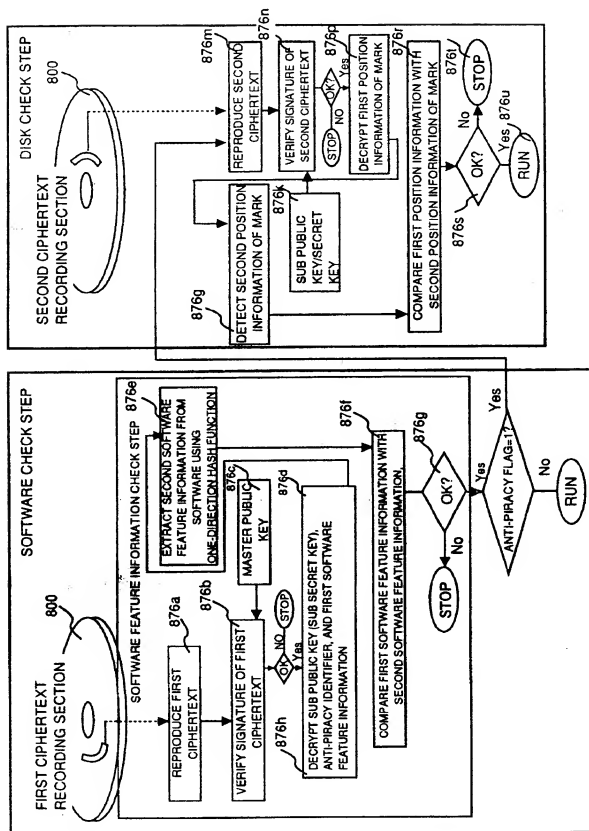 SOFTWARE CHECK STEP
FIRST CIPHERTEXT
RECORDING SECTION
800
SOFTWARE FEATURE INFORMATION CHECK STEP
876a
REPRODUCE FIRST
CIPHERTEXT
876b
VERIFY SIGNATURE OF FIRST
CIPHERTEXT
876e
EXTRACT SECOND SOFTWARE
FEATURE INFORMATION FROM
SOFTWARE USING
ONE-DIRECTION HASH FUNCTION
876c
MASTER PUBLIC
KEY
OK
NO
STOP
Yes
876h
876d
DECRYPT SUB PUBLIC KEY (SUB SECRET KEY),
ANTI-PIRACY IDENTIFIER, AND FIRST SOFTWARE
FEATURE INFORMATION
876f
COMPARE FIRST SOFTWARE FEATURE INFORMATION WITH
SECOND SOFTWARE FEATURE INFORMATION,
876g
OK?
No
STOP
Yes
ANTI-PIRACY FLAG=1?
Yes
No
RUN
DISK CHECK STEP
SECOND CIPHERTEXT
RECORDING SECTION
800
876m
REPRODUCE SECOND
CIPHERTEXT
876n
VERIFY SIGNATURE OF
SECOND CIPHERTEXT
OK?
NO
STOP
Yes
876p
DECRYPT FIRST POSITION
INFORMATION OF MARK
876g
DETECT SECOND POSITION
INFORMATION OF MARK
876k
SUB PUBLIC
KEY/SECRET
KEY
876r
COMPARE FIRST POSITION INFORMATION WITH
SECOND POSITION INFORMATION OF MARK
876s
OK?
No
876t
STOP
Yes
876u
RUN